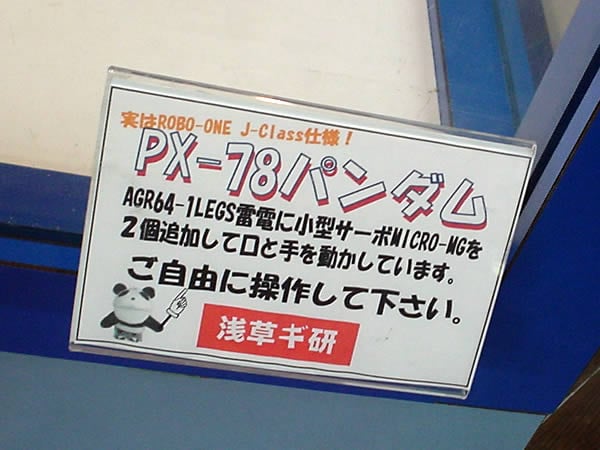 実はROBO-ONE J-Class仕様!
PX-78パンダム
AGR64-1LEGS雷電に小型サーボMICRO-MGを
2個追加して口と手を動かしています。
ご自由に操作して下さい。
浅草ギ研